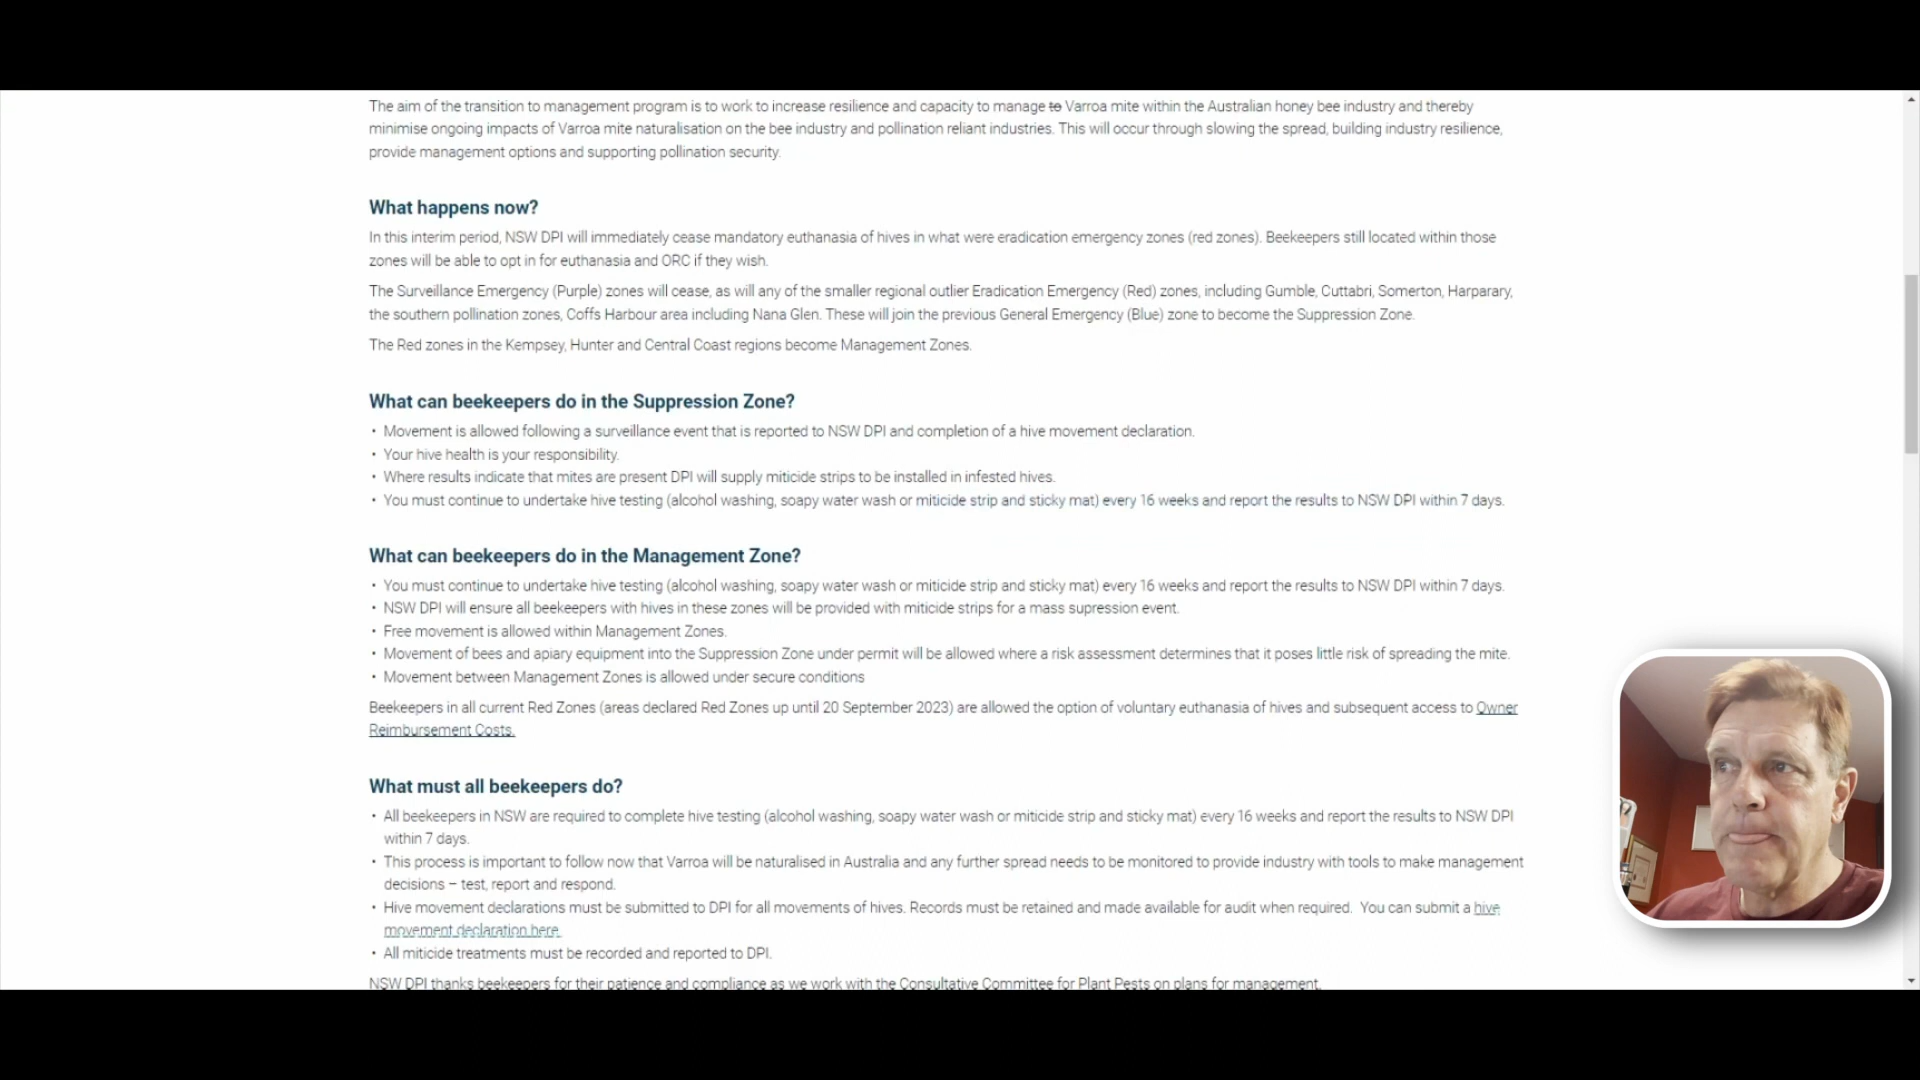 The aim of the transition to management program is to work to increase resilience and capacity to manage to Varroa mite within the Australian honey bee industry and thereby
minimise ongoing impacts of Varroa mite naturalisation on the bee industry and pollination reliant industries. This will occur through slowing the spread, building industry resilience,
provide management options and supporting pollination security.
What happens now?
In this interim period, NSW DPI will immediately cease mandatory euthanasia of hives in what were eradication emergency zones (red zones). Beekeepers still located within those
zones will be able to opt in for euthanasia and ORC if they wish.
The Surveillance Emergency (Purple) zones will cease, as will any of the smaller regional outlier Eradication Emergency (Red) zones, including Gumble, Cuttabri, Somerton, Harparary,
the southern pollination zones, Coffs Harbour area including Nana Glen. These will join the previous General Emergency (Blue) zone to become the Suppression Zone.
The Red zones in the Kempsey, Hunter and Central Coast regions become Management Zones.
What can beekeepers do in the Suppression Zone?
• Movement is allowed following a surveillance event that is reported to NSW DPI and completion of a hive movement declaration.
• Your hive health is your responsibility.
• Where results indicate that mites are present DPI will supply miticide strips to be installed in infested hives.
• You must continue to undertake hive testing (alcohol washing, soapy water wash or miticide strip and sticky mat) every 16 weeks and report the results to NSW DPI within 7 days.
What can beekeepers do in the Management Zone?
• You must continue to undertake hive testing (alcohol washing, soapy water wash or miticide strip and sticky mat) every 16 weeks and report the results to NSW DPI within 7 days.
• NSW DPI will ensure all beekeepers with hives in these zones will be provided with miticide strips for a mass supression event.
• Free movement is allowed within Management Zones.
• Movement of bees and apiary equipment into the Suppression Zone under permit will be allowed where a risk assessment determines that it poses little risk of spreading the mite.
• Movement between Management Zones is allowed under secure conditions
Beekeepers in all current Red Zones (areas declared Red Zones up until 20 September 2023) are allowed the option of voluntary euthanasia of hives and subsequent access to Owner
Reimbursement Costs.
What must all beekeepers do?
• All beekeepers in NSW are required to complete hive testing (alcohol washing, soapy water wash or miticide strip and sticky mat) every 16 weeks and report the results to NSW DPI
within 7 days.
• This process is important to follow now that Varroa will be naturalised in Australia and any further spread needs to be monitored to provide industry with tools to make management
decisions – test, report and respond.
• Hive movement declarations must be submitted to DPI for all movements of hives. Records must be retained and made available for audit when required. You can submit a hive
movement declaration here.
• All miticide treatments must be recorded and reported to DPI.
NSW DPI thanks beekeepers for their patience and compliance as we work with the Consultative Committee for Plant Pests on plans for management.